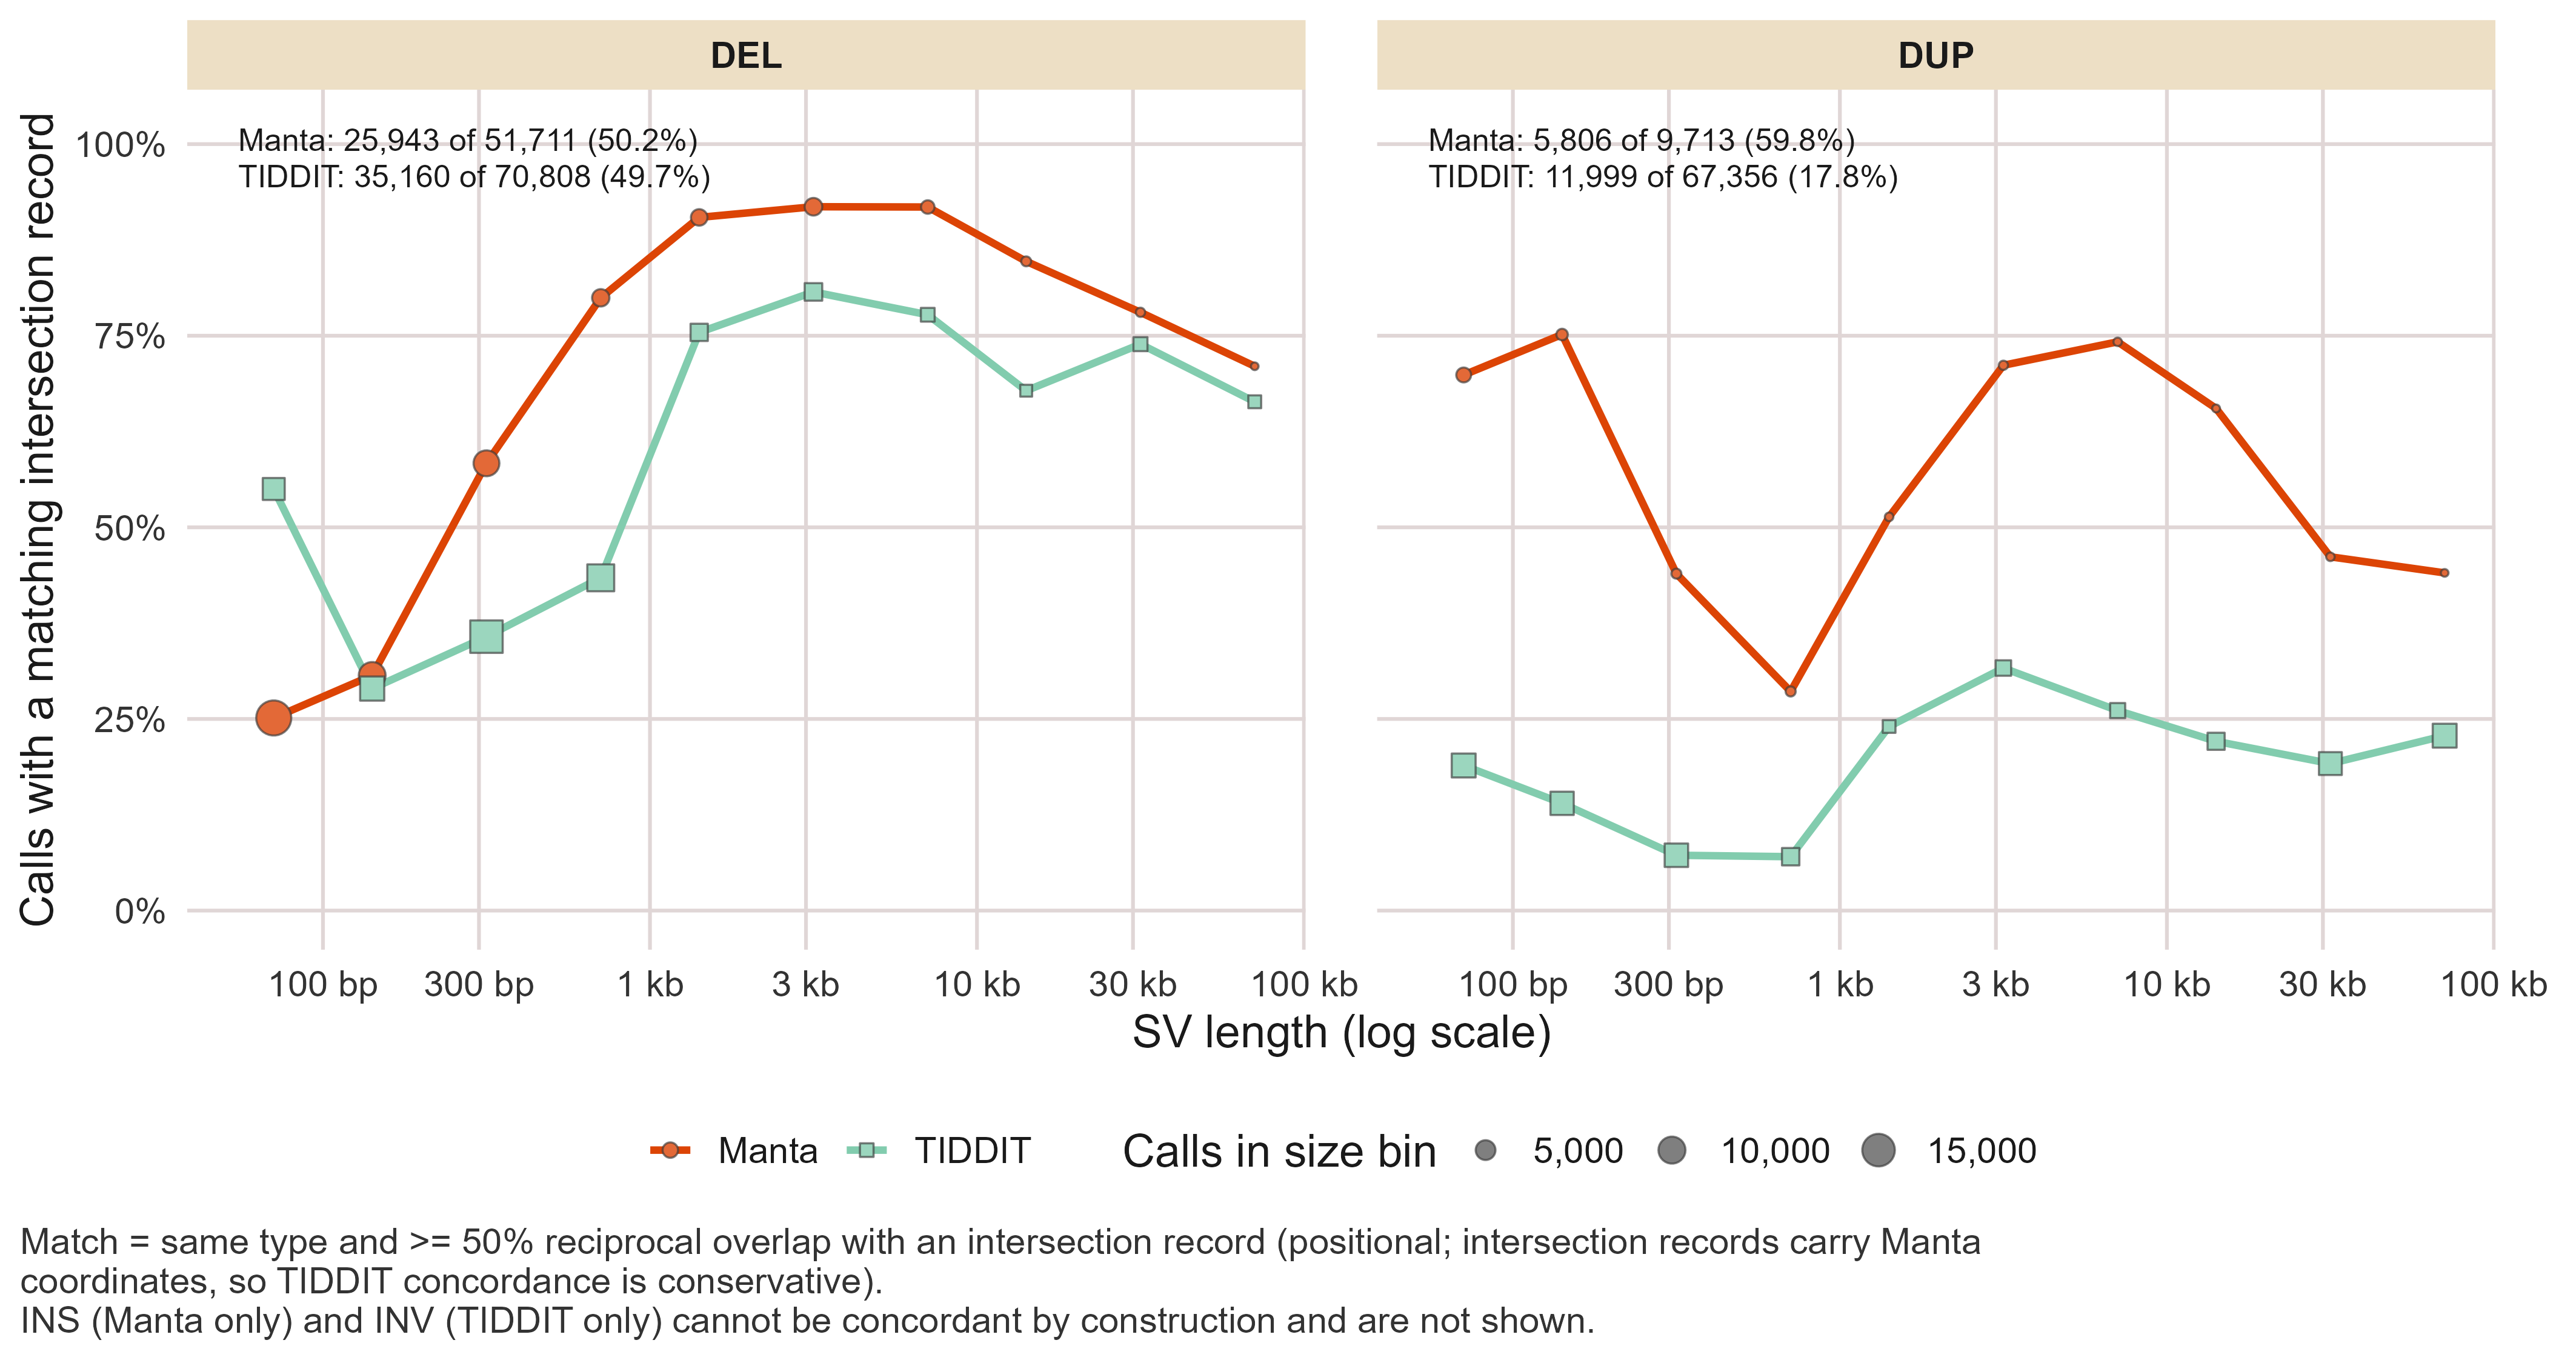 DEL
DUP
Calls with a matching intersection record
100%
75%
50%
25%
0%
Manta: 25,943 of 51,711 (50.2%)
TIDDIT: 35,160 of 70,808 (49.7%)
Manta: 5,806 of 9,713 (59.8%)
TIDDIT: 11,999 of 67,356 (17.8%)
100 bp 300 bp 1 kb 3 kb 10 kb 30 kb 100 kb
100 bp 300 bp 1 kb 3 kb 10 kb 30 kb 100 kb
SV length (log scale)
Manta TIDDIT Calls in size bin 5,000 10,000 15,000
Match = same type and >= 50% reciprocal overlap with an intersection record (positional; intersection records carry Manta
coordinates, so TIDDIT concordance is conservative).
INS (Manta only) and INV (TIDDIT only) cannot be concordant by construction and are not shown.